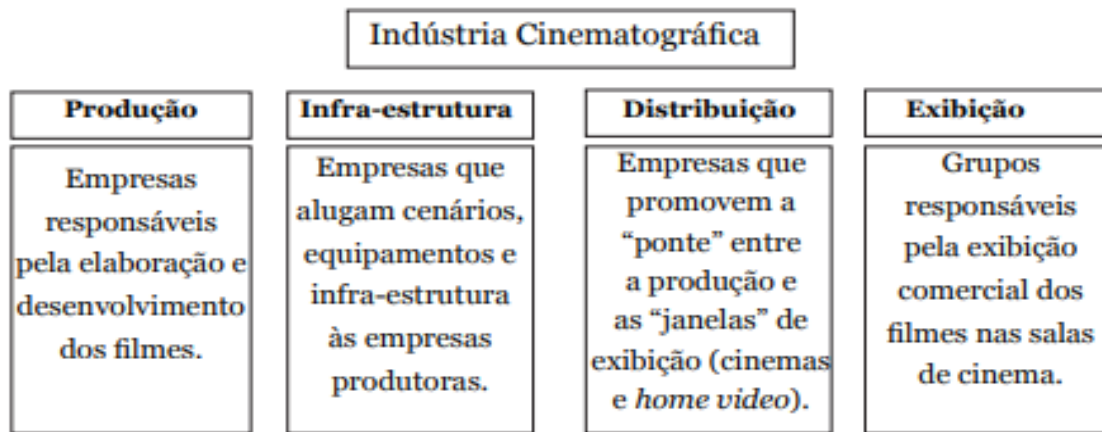 Indústria Cinematográfica
Produção
Empresas
responsáveis
pela elaboração e
desenvolvimento
dos filmes.
Infra-estrutura
Empresas que
alugam cenários,
equipamentos e
infra-estrutura
às empresas
produtoras.
Distribuição
Empresas que
promovem a
“ponte” entre
a produção e
as “janelas” de
exibição (cinemas
e home video).
Exibição
Grupos
responsáveis
pela exibição
comercial dos
filmes nas salas
de cinema.